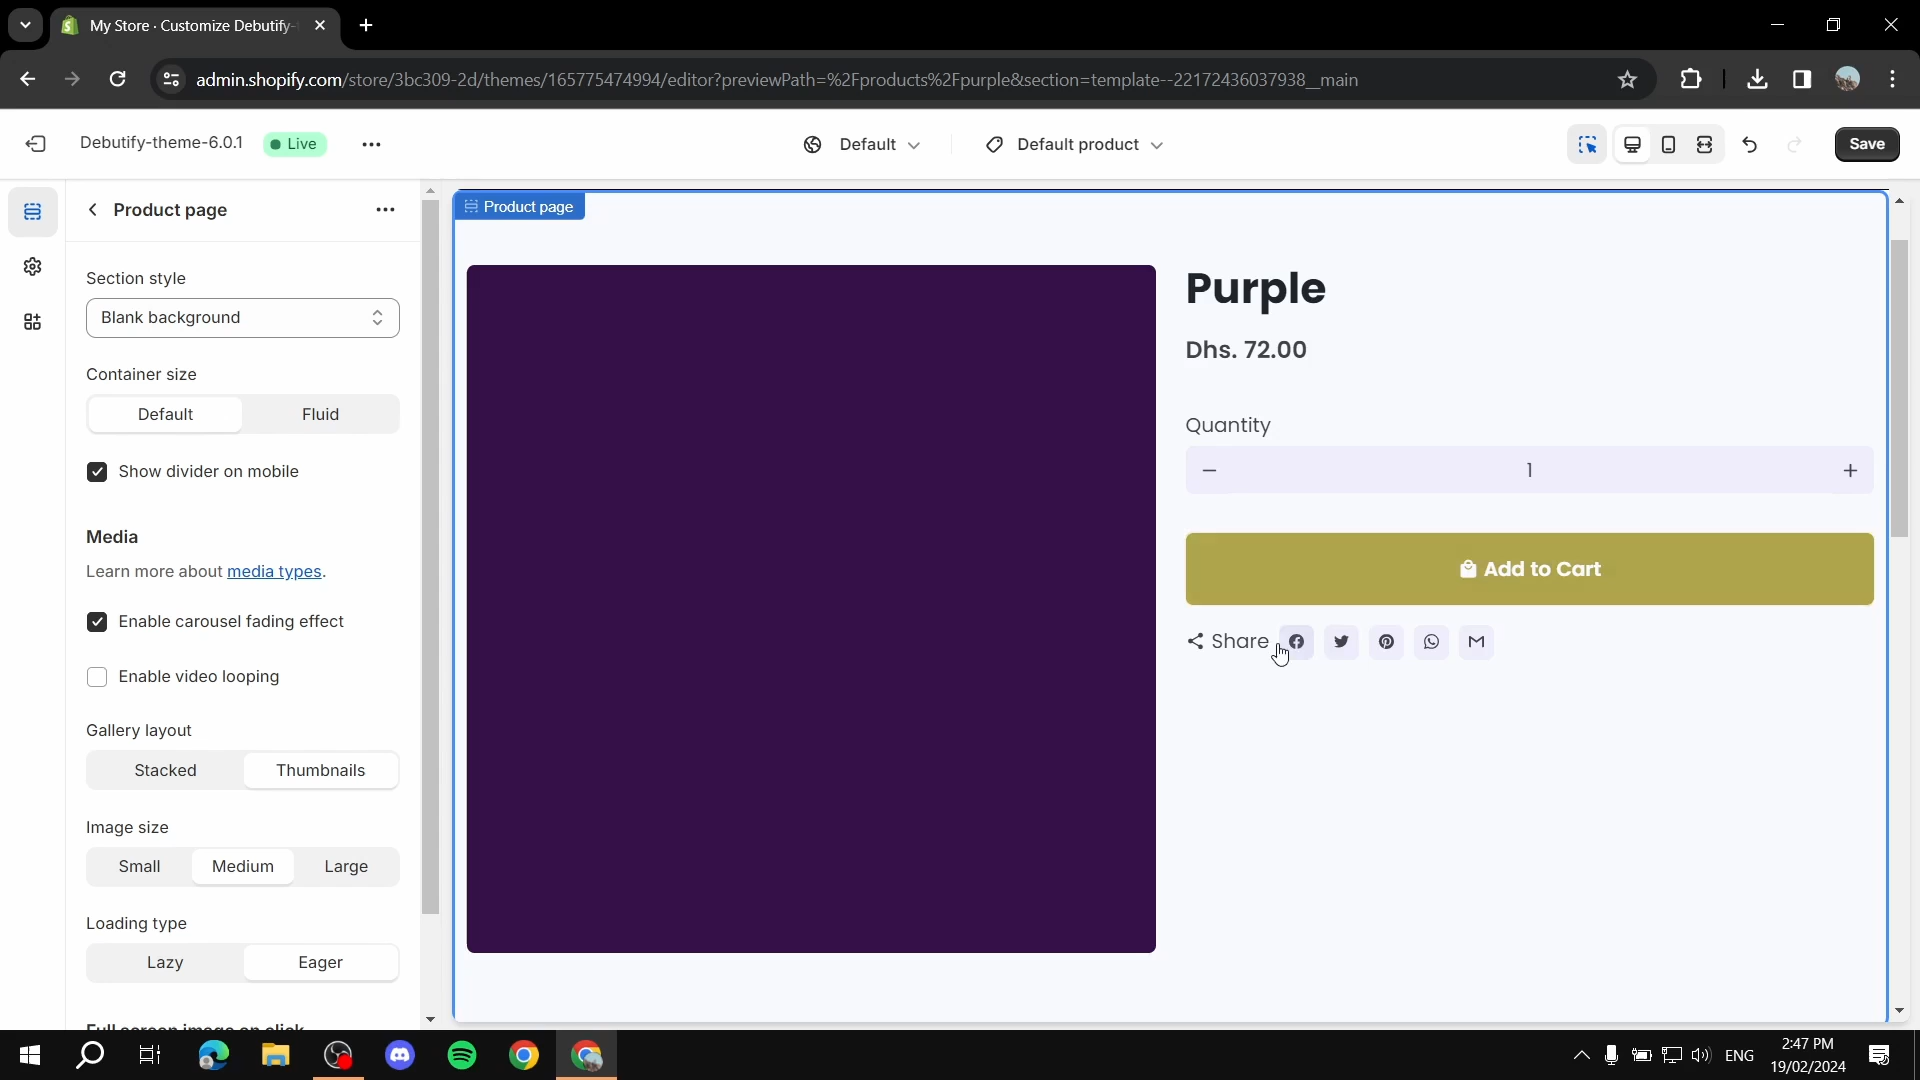 My Store · Customize Debutify-
admin.shopify.com/store/3bc309-2d/themes/165775474994/editor?previewPath=%2Fproducts%2Fpurple&section=template--22172436037938__main
Debutify-theme-6.0.1
Live
Default
Default product
Save
Product page
Section style
Blank background
Container size
Default
Fluid
Show divider on mobile
Media
Learn more about media types.
Enable carousel fading effect
Enable video looping
Gallery layout
Stacked
Thumbnails
Image size
Small
Medium
Large
Loading type
Lazy
Eager
Full screen image on click
Product page
Purple
Dhs. 72.00
Quantity
1
Add to Cart
Share
ENG
2:47 PM
19/02/2024